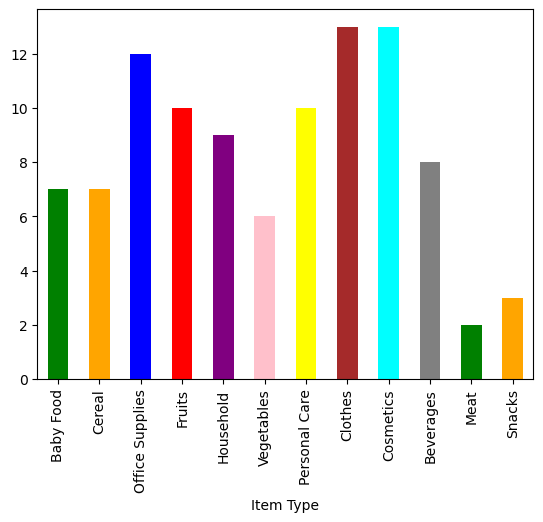 12
10
8
6
4
2
0
Baby Food
Cereal
Office Supplies
Fruits
Household
Vegetables
Personal Care
Clothes
Cosmetics
Beverages
Meat
Snacks
Item Type